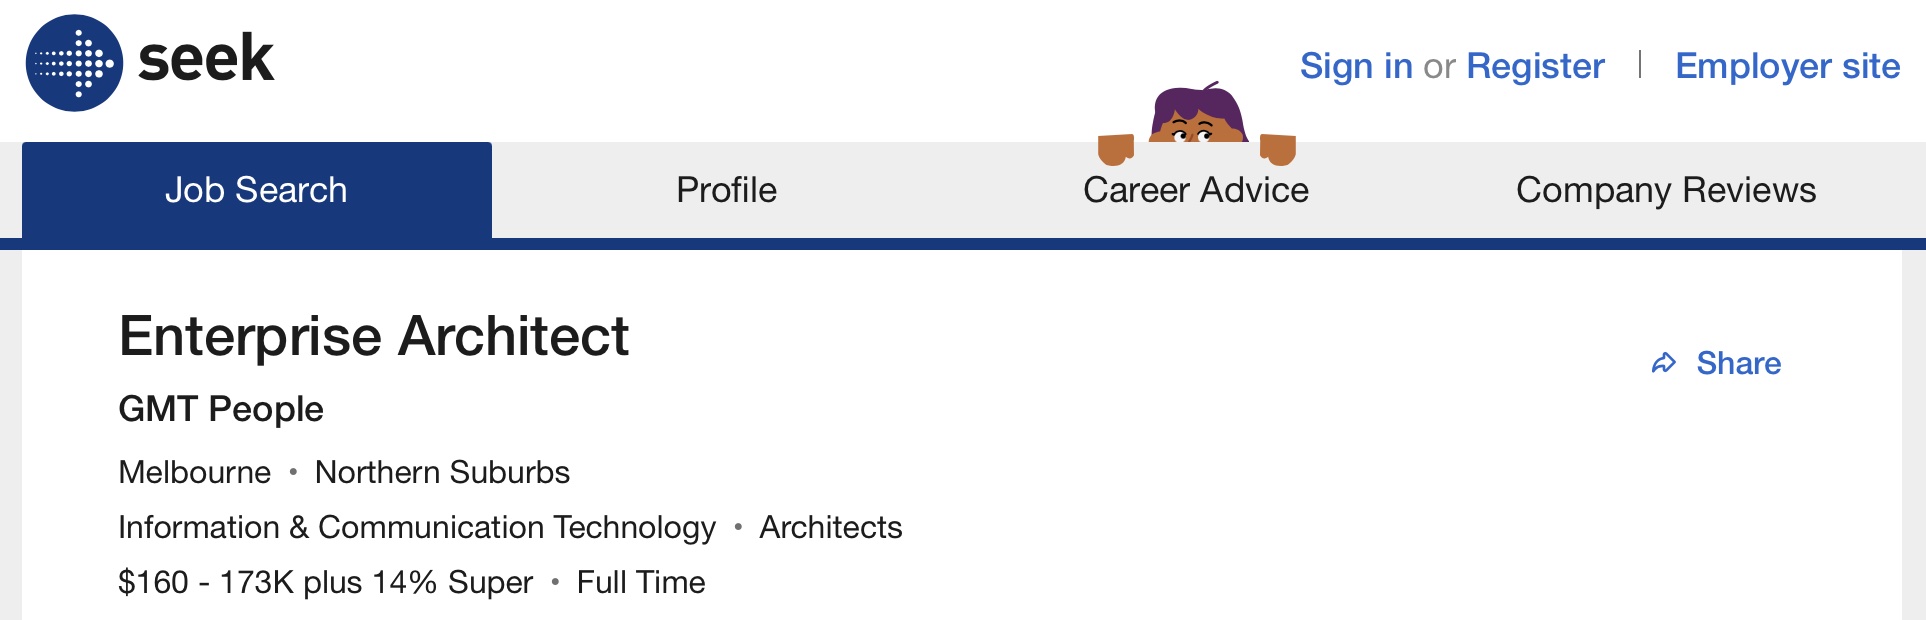 seek
Sign in or Register | Employer site
Job Search Profile Career Advice Company Reviews
Enterprise Architect
Share
GMT People
Melbourne • Northern Suburbs
Information & Communication Technology • Architects
$160 - 173K plus 14% Super • Full Time